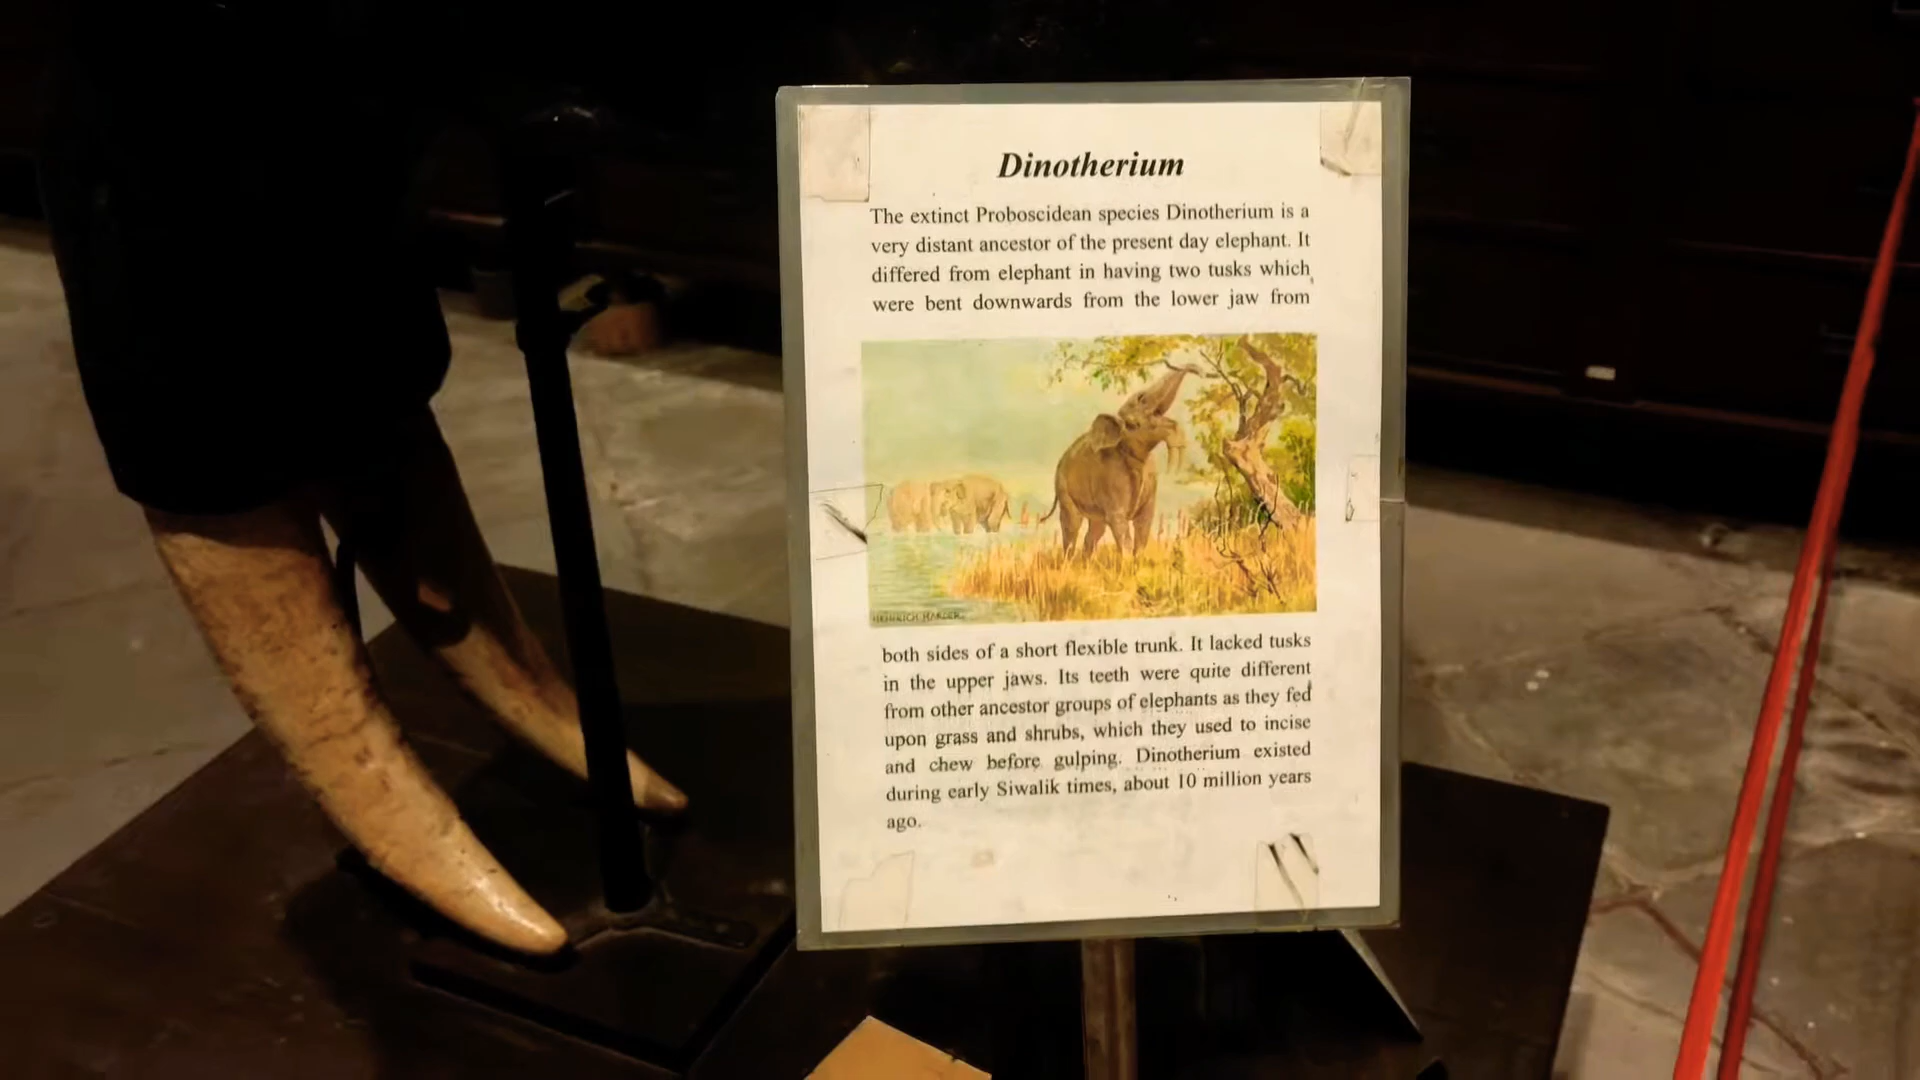 Dinotherium
The extinct Proboscidean species Dinotherium is a
very distant ancestor of the present day elephant. It
differed from elephant in having two tusks which
were bent downwards from the lower jaw from
HEINRICH HARDER
both sides of a short flexible trunk. It lacked tusks
in the upper jaws. Its teeth were quite different
from other ancestor groups of elephants as they fed
upon grass and shrubs, which they used to incise
and chew before gulping. Dinotherium existed
during early Siwalik times, about 10 million years
ago.